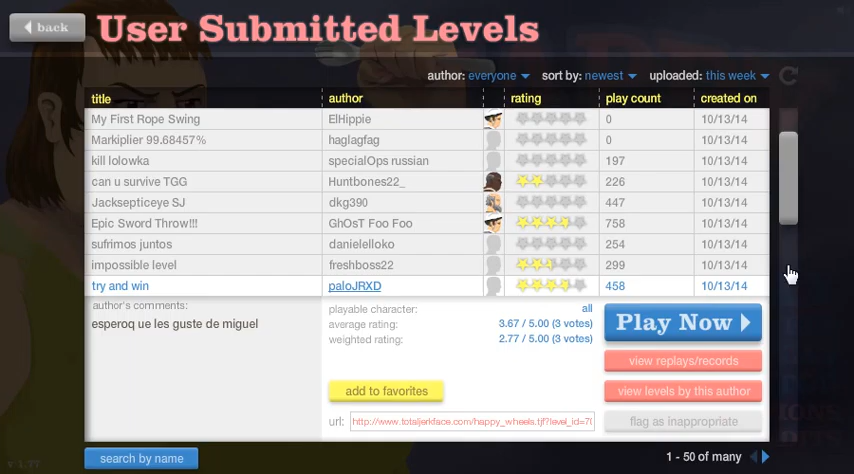 back
User Submitted Levels
author: everyone sort by: newest uploaded: this week
title author rating play count created on
My First Rope Swing ElHippie 0 10/13/14
Markiplier 99.68457% haglagfag 0 10/13/14
kill lolowka specialOps russian 197 10/13/14
can u survive TGG Huntbones22_ 226 10/13/14
Jacksepticeye SJ dkg390 447 10/13/14
Epic Sword Throw!!! GhOsT Foo Foo 758 10/13/14
sufrimos juntos danielelloko 254 10/13/14
impossible level freshboss22 299 10/13/14
try and win paloJRXD 458 10/13/14
author's comments:
esperoq ue les guste de miguel
playable character: all
average rating: 3.67 / 5.00 (3 votes)
weighted rating: 2.77 / 5.00 (3 votes)
add to favorites
url: http://www.totaljerkface.com/happy_wheels.tjf?level_id=7(
Play Now
view replays/records
view levels by this author
flag as inappropriate
search by name
1 - 50 of many
v 1.77